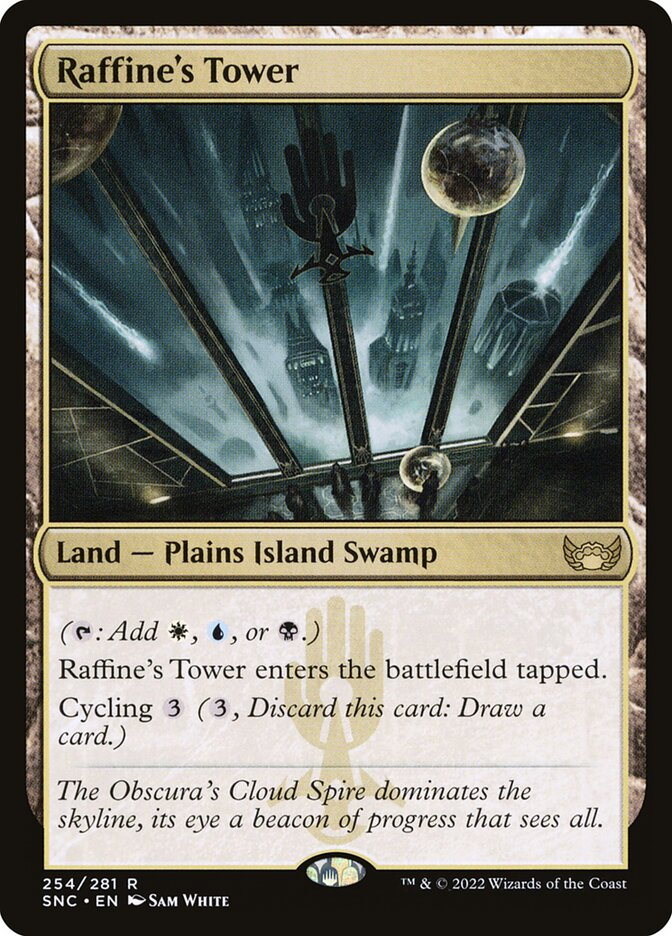 Raffine's Tower
Land — Plains Island Swamp
(: Add , , or .)
Raffine's Tower enters the battlefield tapped.
Cycling 3 (3, Discard this card: Draw a
card.)
The Obscura's Cloud Spire dominates the
skyline, its eye a beacon of progress that sees all.
254/281 R
SNC • EN Sam White
™ & © 2022 Wizards of the Coast